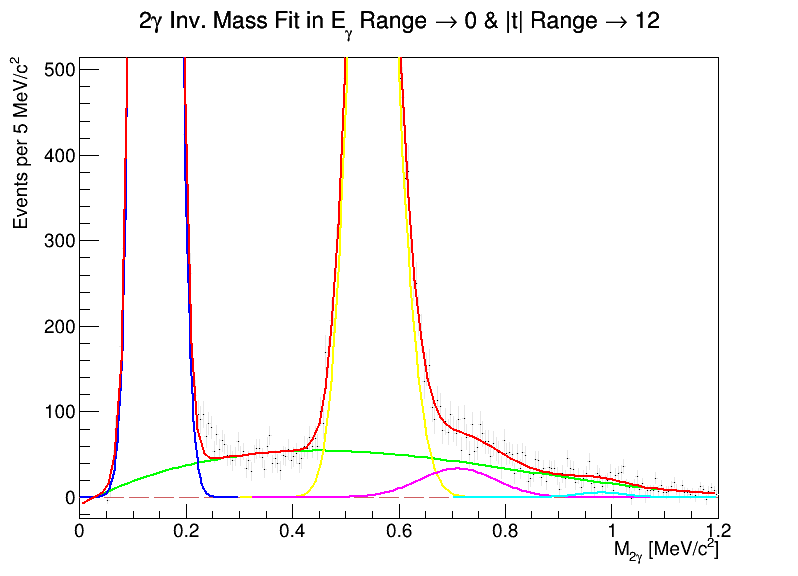 2γ Inv. Mass Fit in Eγ Range → 0 & |t| Range → 12
Events per 5 MeV/c²
500
400
300
200
100
0
0 0.2 0.4 0.6 0.8 1 1.2
M2γ [MeV/c²]